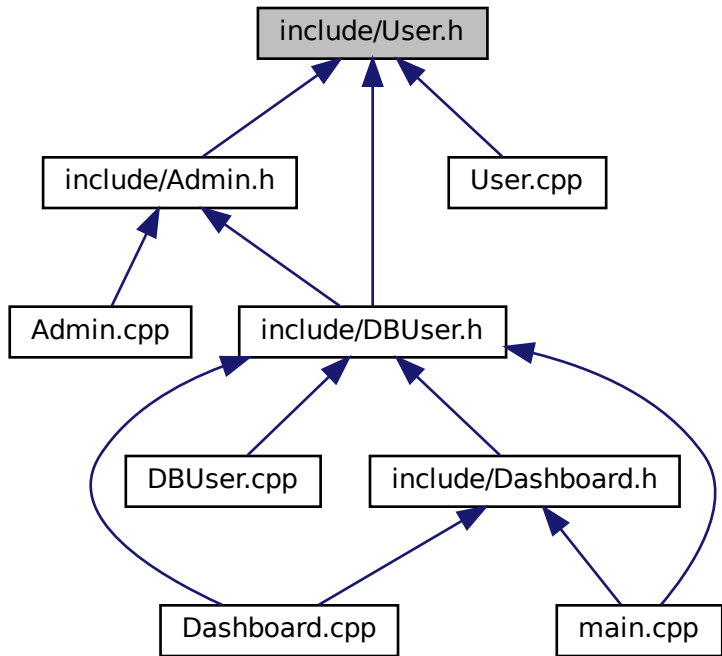 include/User.h
include/Admin.h
User.cpp
Admin.cpp
include/DBUser.h
DBUser.cpp
include/Dashboard.h
Dashboard.cpp
main.cpp